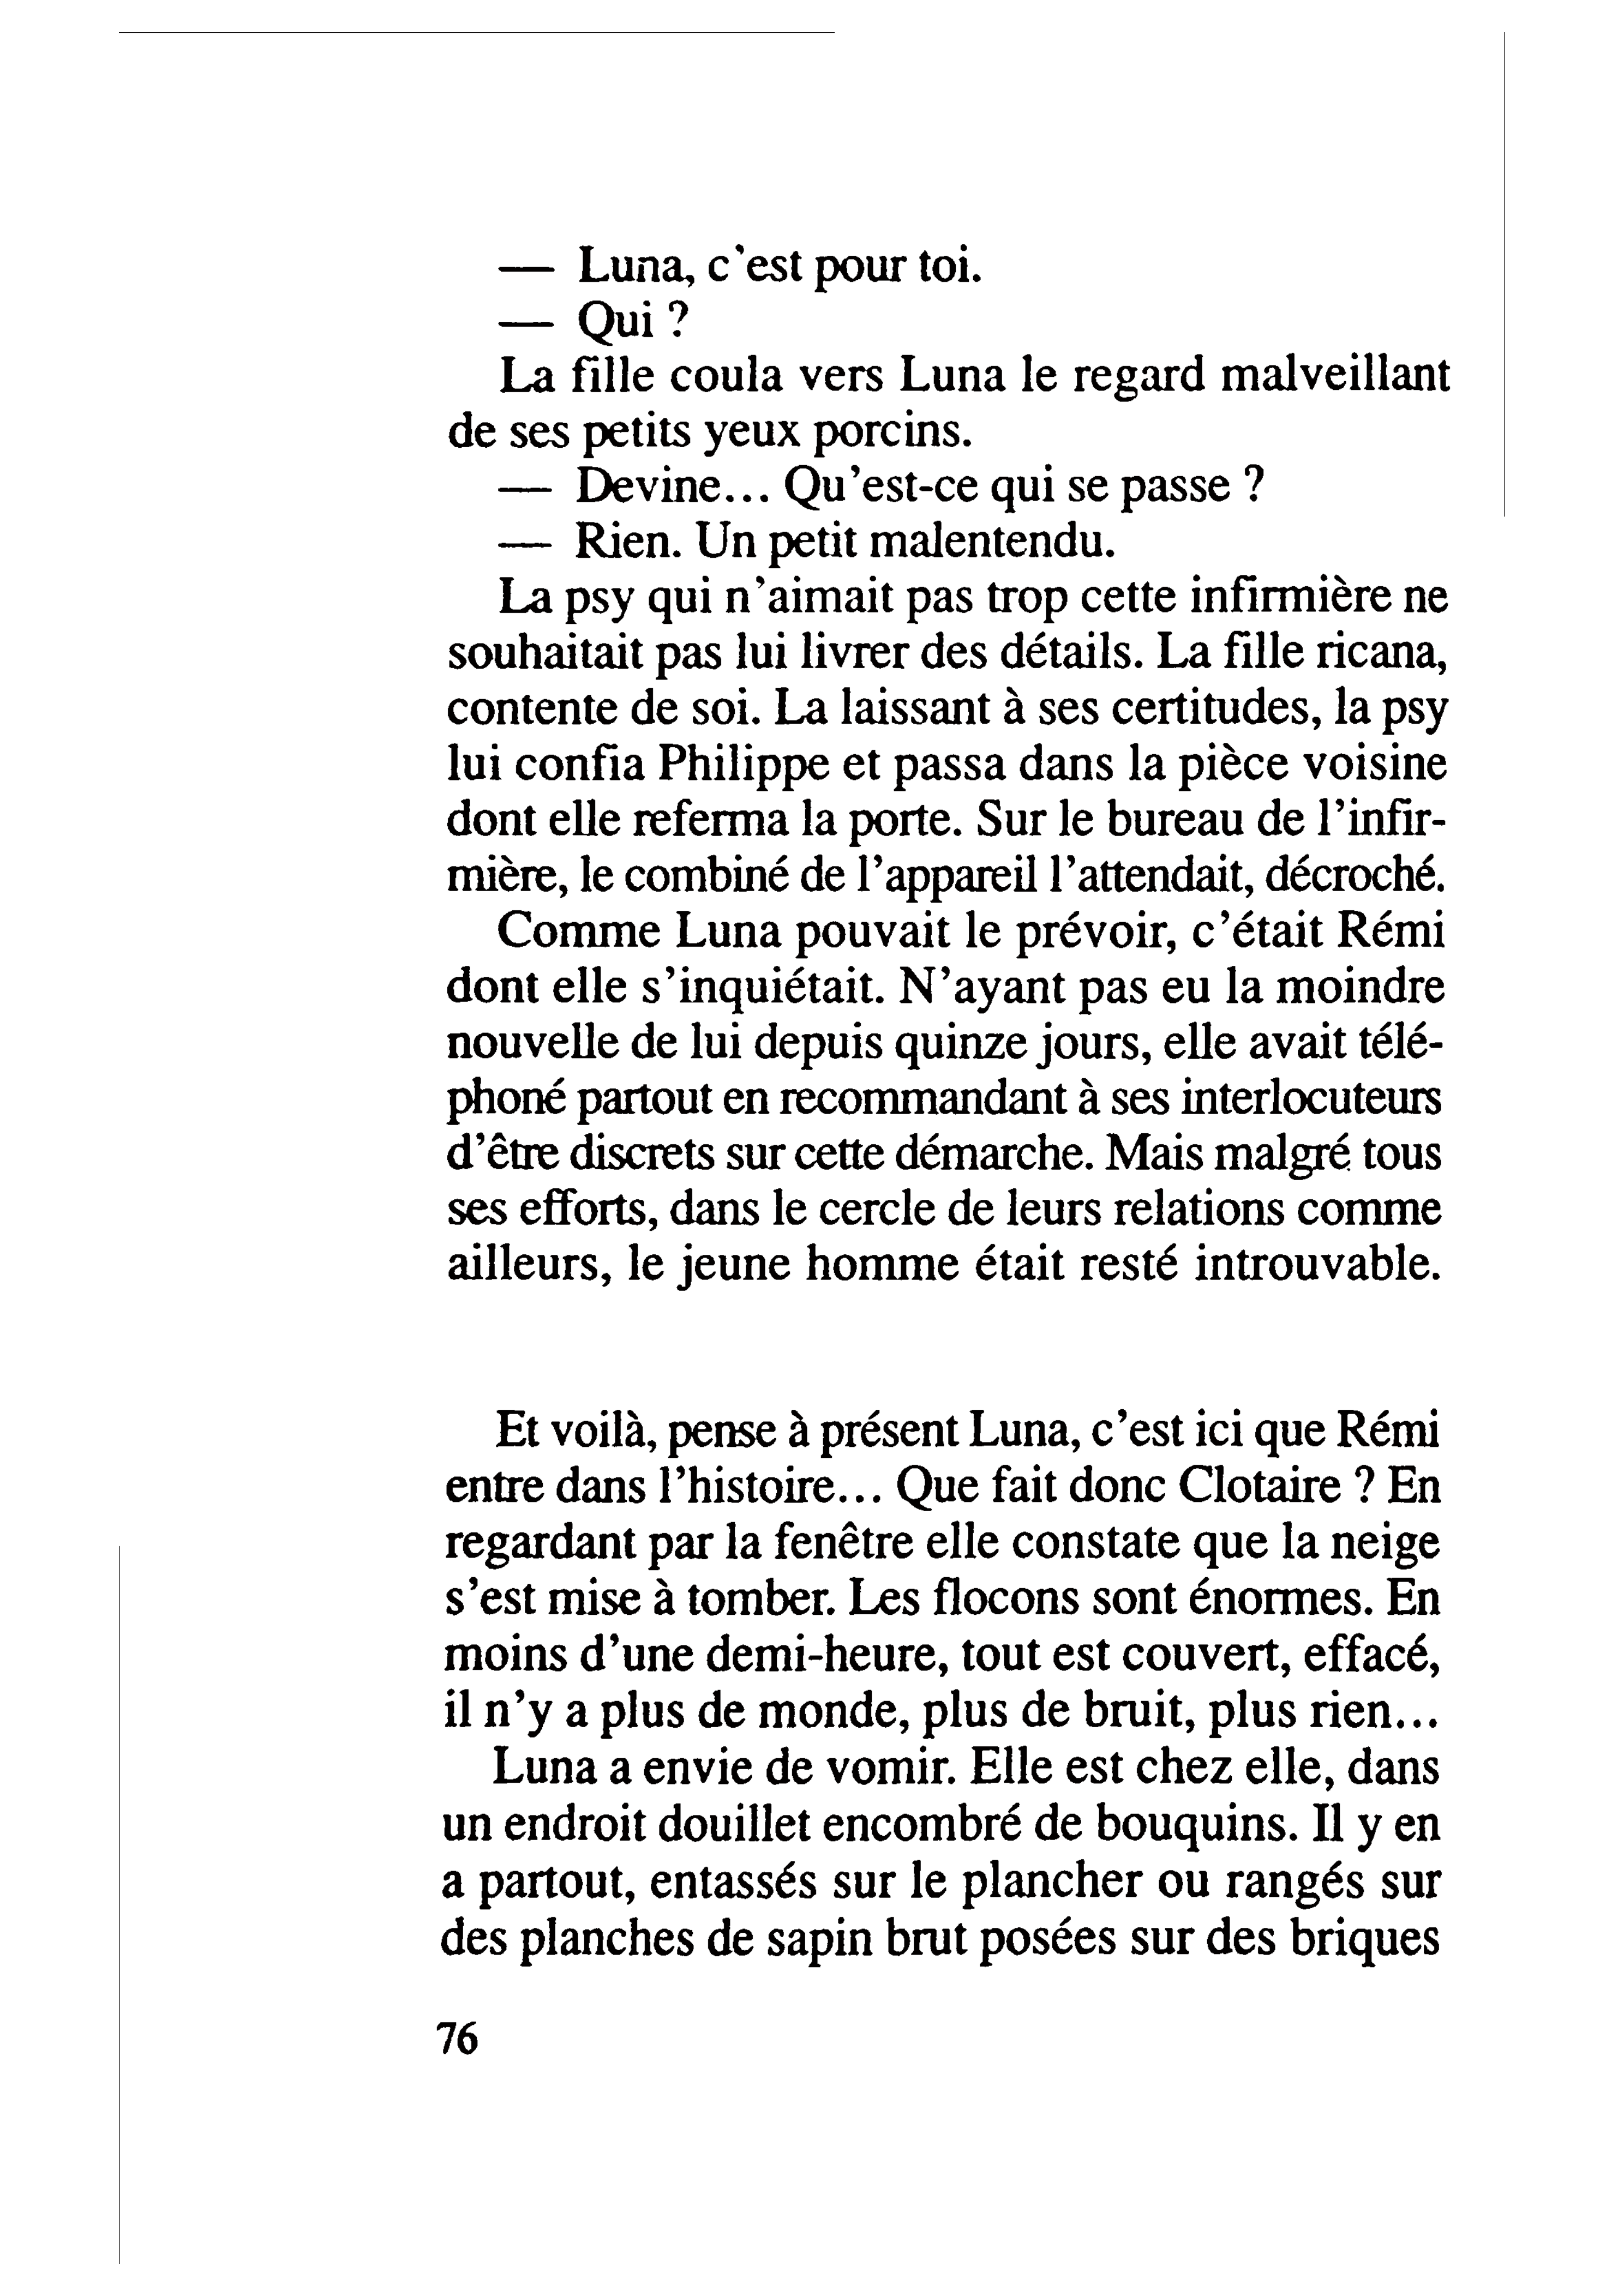 — Luna, c'est pour toi.
— Qui ?
La fille coula vers Luna le regard malveillant
de ses petits yeux porcins.
— Devine... Qu'est-ce qui se passe ?
— Rien. Un petit malentendu.
La psy qui n'aimait pas trop cette infirmière ne
souhaitait pas lui livrer des détails. La fille ricana,
contente de soi. La laissant à ses certitudes, la psy
lui confia Philippe et passa dans la pièce voisine
dont elle referma la porte. Sur le bureau de l'infir-
mière, le combiné de l'appareil l'attendait, décroché.
Comme Luna pouvait le prévoir, c'était Rémi
dont elle s'inquiétait. N'ayant pas eu la moindre
nouvelle de lui depuis quinze jours, elle avait télé-
phoné partout en recommandant à ses interlocuteurs
d'être discrets sur cette démarche. Mais malgré tous
ses efforts, dans le cercle de leurs relations comme
ailleurs, le jeune homme était resté introuvable.
Et voilà, pense à présent Luna, c'est ici que Rémi
entre dans l'histoire... Que fait donc Clotaire ? En
regardant par la fenêtre elle constate que la neige
s'est mise à tomber. Les flocons sont énormes. En
moins d'une demi-heure, tout est couvert, effacé,
il n'y a plus de monde, plus de bruit, plus rien...
Luna a envie de vomir. Elle est chez elle, dans
un endroit douillet encombré de bouquins. Il y en
a partout, entassés sur le plancher ou rangés sur
des planches de sapin brut posées sur des briques
76